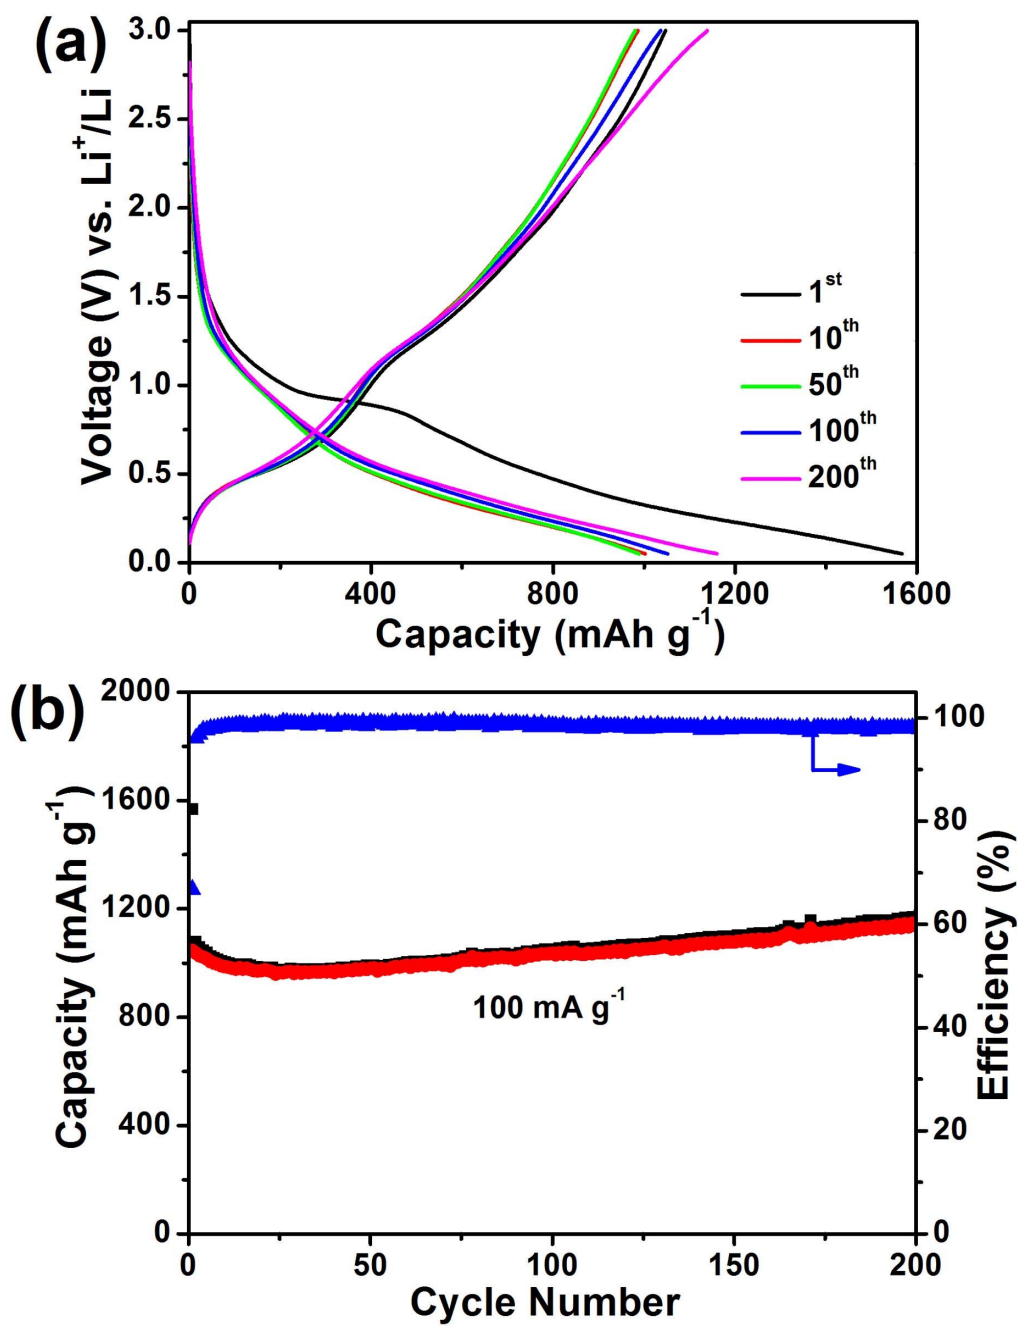 (a)
Voltage (V) vs. Li⁺/Li
3.0
2.5
2.0
1.5
1.0
0.5
0.0
1ˢᵗ
10ᵗʰ
50ᵗʰ
100ᵗʰ
200ᵗʰ
0 400 800 1200 1600
Capacity (mAh g⁻¹)
(b)
Capacity (mAh g⁻¹)
2000
1600
1200
800
400
0
100 mA g⁻¹
100
80
60
40
20
0
Efficiency (%)
0 50 100 150 200
Cycle Number